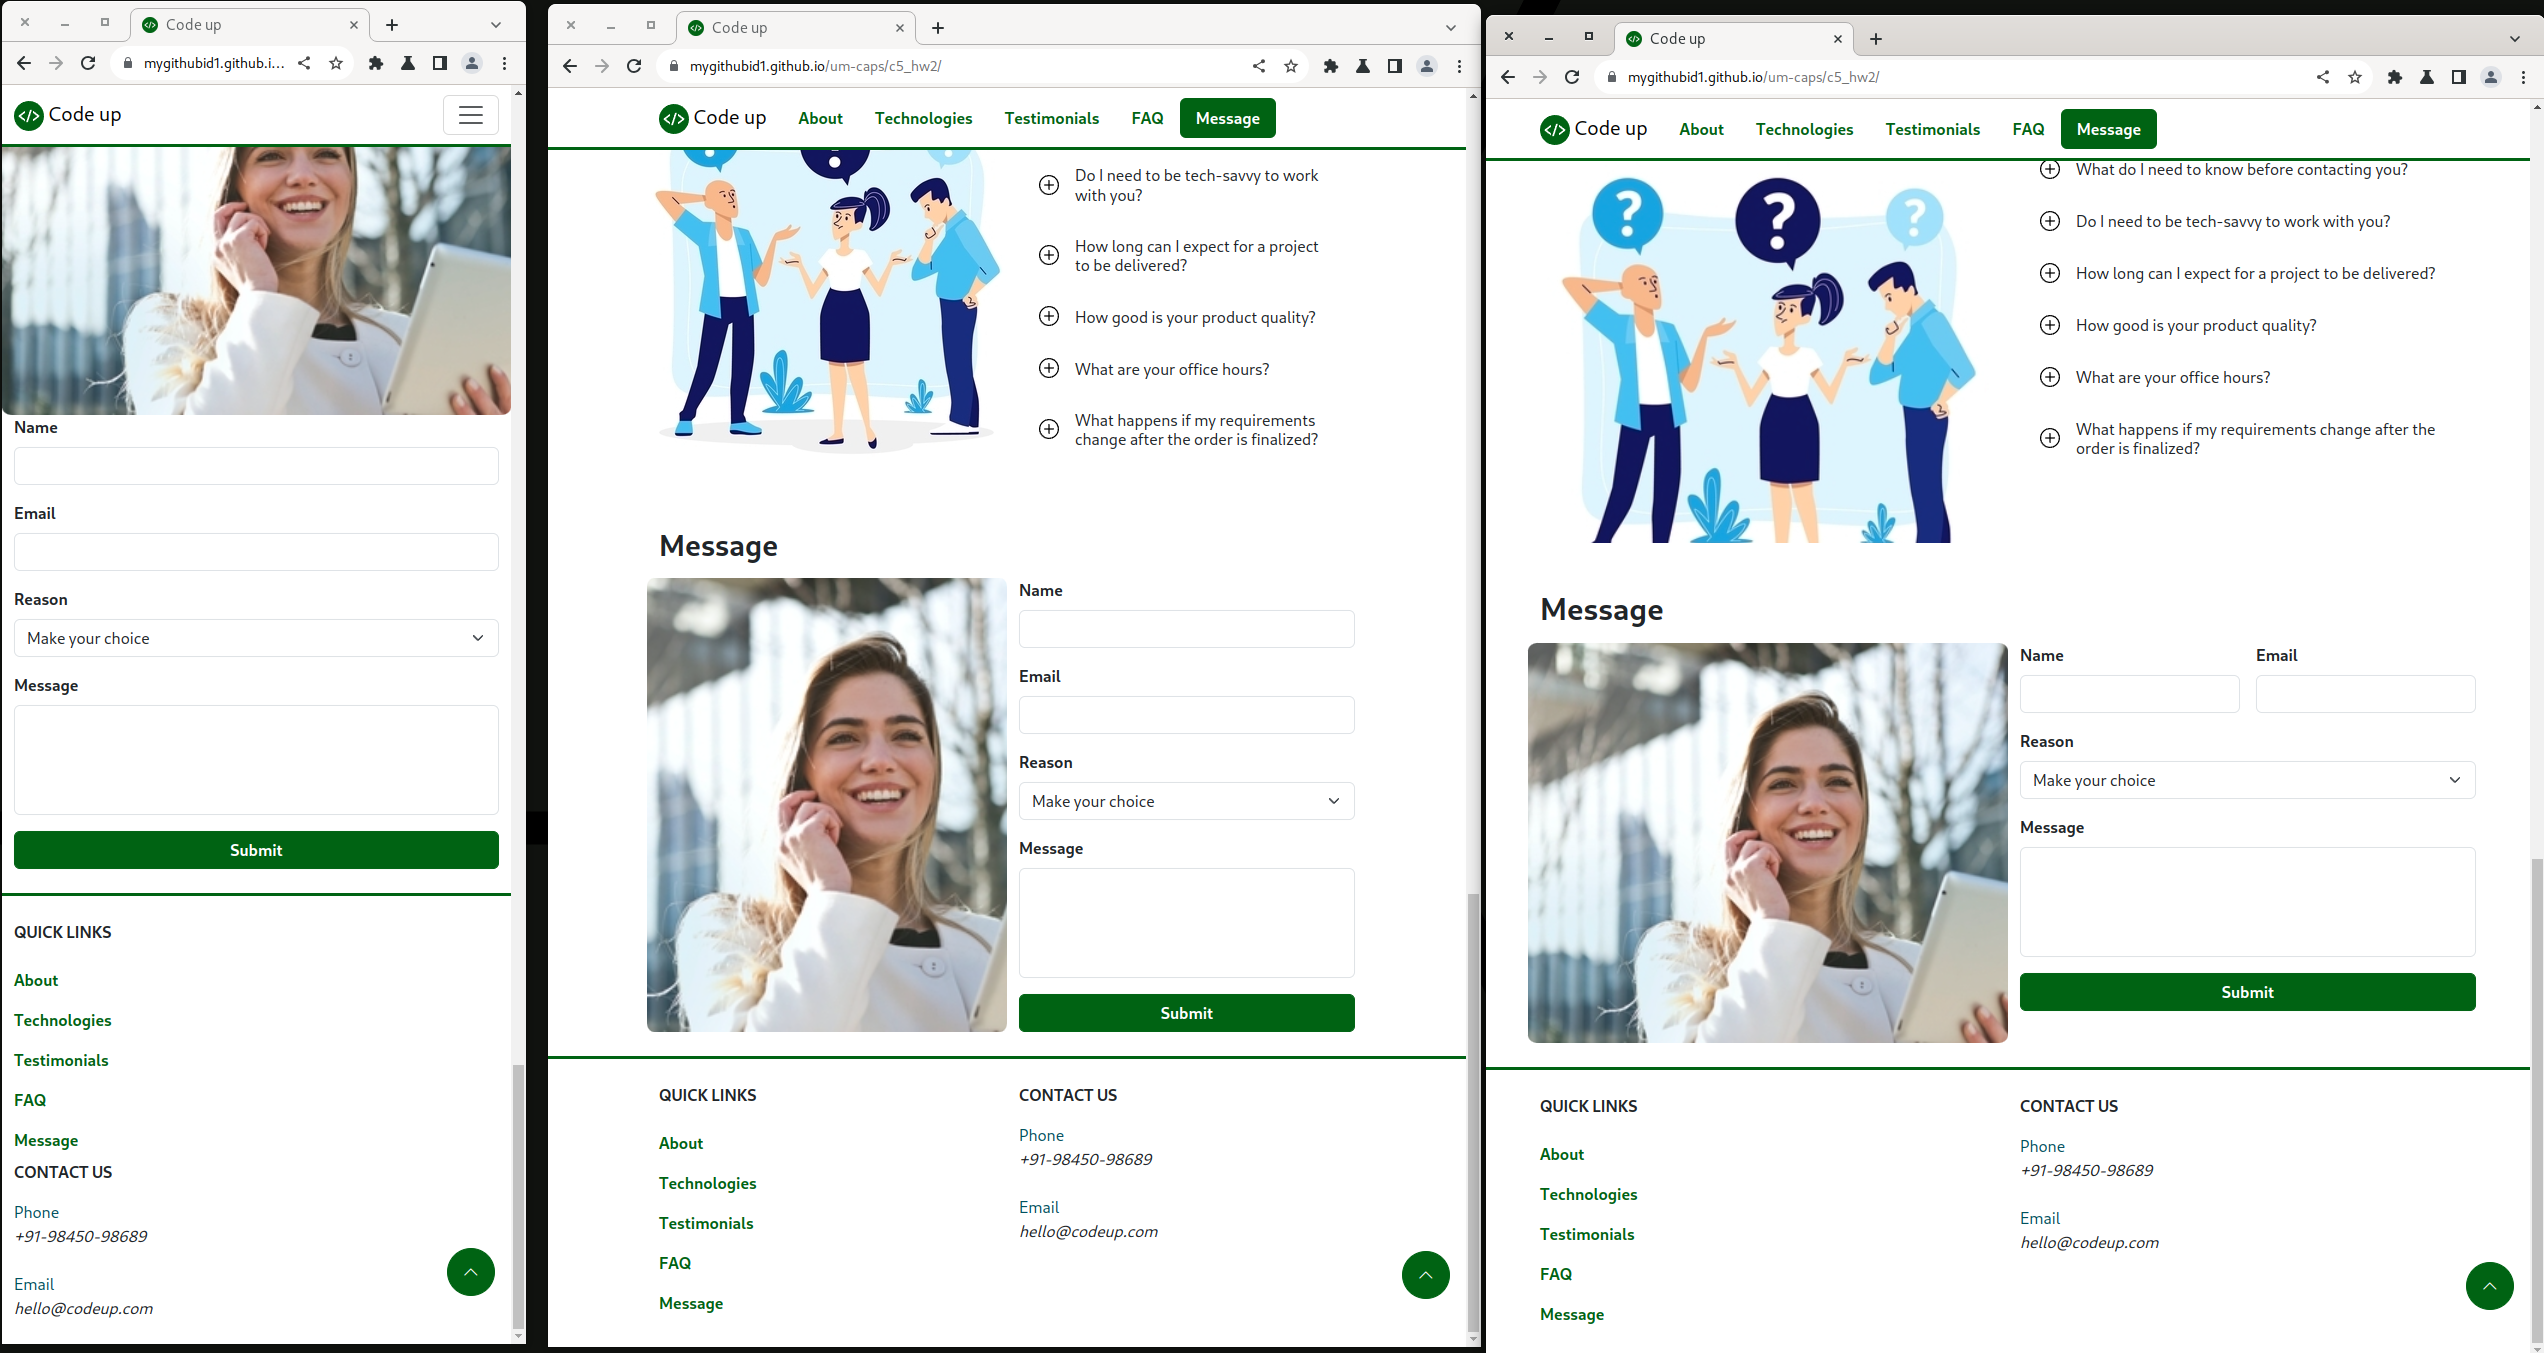 Code up
mygithubid1.github.i...
</> Code up
Name
Email
Reason
Make your choice
Message
Submit
QUICK LINKS
About
Technologies
Testimonials
FAQ
Message
CONTACT US
Phone
+91-98450-98689
Email
hello@codeup.com
Code up
mygithubid1.github.io/um-caps/c5_hw2/
</> Code up About Technologies Testimonials FAQ Message
? ? ?
Do I need to be tech-savvy to work
with you?
How long can I expect for a project
to be delivered?
How good is your product quality?
What are your office hours?
What happens if my requirements
change after the order is finalized?
Message
Name
Email
Reason
Make your choice
Message
Submit
QUICK LINKS
About
Technologies
Testimonials
FAQ
Message
CONTACT US
Phone
+91-98450-98689
Email
hello@codeup.com
Code up
mygithubid1.github.io/um-caps/c5_hw2/
</> Code up About Technologies Testimonials FAQ Message
? ? ?
What do I need to know before contacting you?
Do I need to be tech-savvy to work with you?
How long can I expect for a project to be delivered?
How good is your product quality?
What are your office hours?
What happens if my requirements change after the
order is finalized?
Message
Name Email
Reason
Make your choice
Message
Submit
QUICK LINKS
About
Technologies
Testimonials
FAQ
Message
CONTACT US
Phone
+91-98450-98689
Email
hello@codeup.com